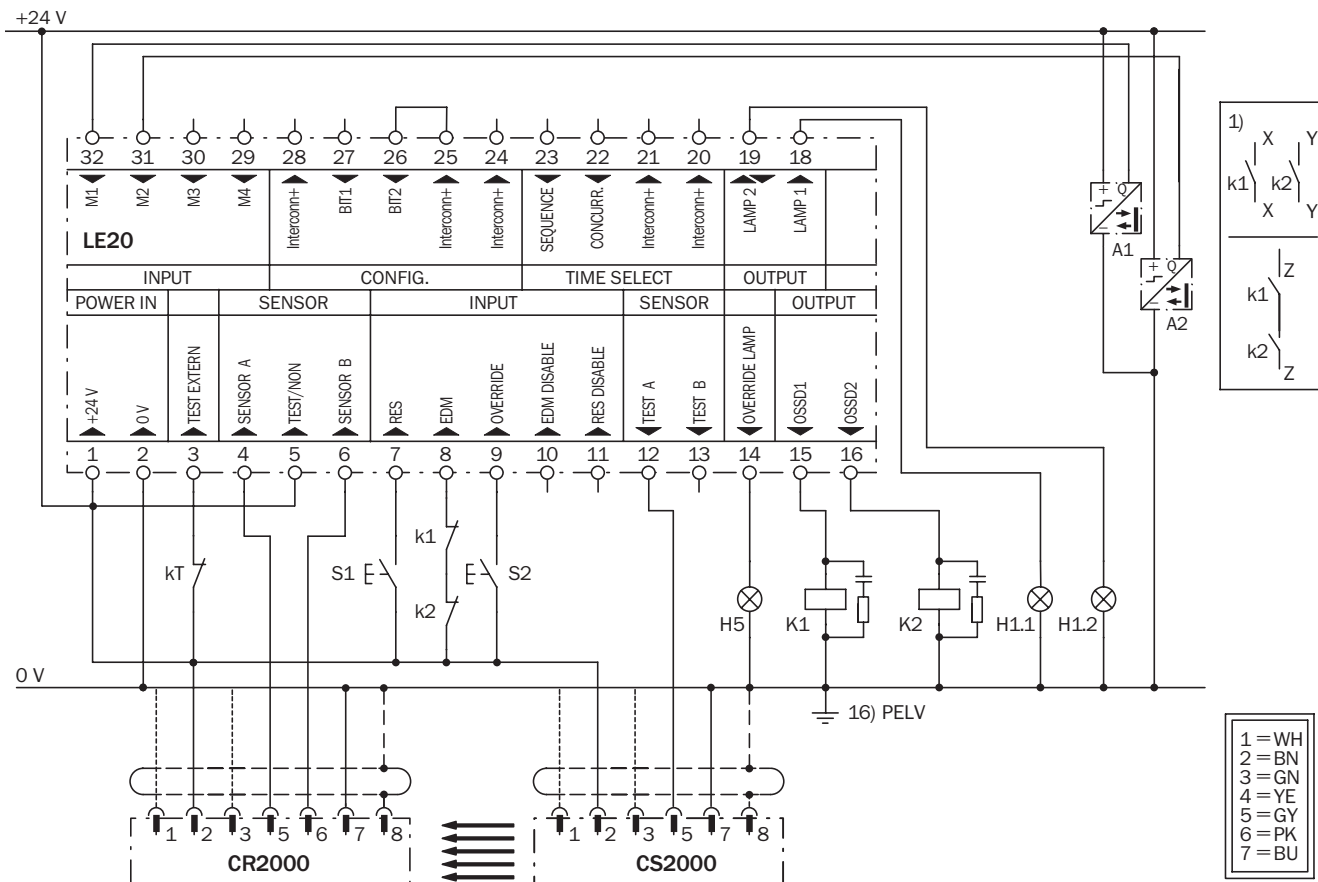 +24 V
32 31 30 29 28 27 26 25 24 23 22 21 20 19 18
M1 M2 M3 M4 Interconn+ BIT1 BIT2 Interconn+ Interconn+ SEQUENCE CONCURR. Interconn+ Interconn+ LAMP 2 LAMP 1
LE20
INPUT CONFIG. TIME SELECT OUTPUT
POWER IN SENSOR INPUT SENSOR OUTPUT
+24 V 0 V TEST EXTERN SENSOR A TEST/NON SENSOR B RES EDM OVERRIDE EDM DISABLE RES DISABLE TEST A TEST B OVERRIDE LAMP OSSD1 OSSD2
1 2 3 4 5 6 7 8 9 10 11 12 13 14 15 16
+ Q
−
A1
+ Q
−
A2
1)
X Y
k1 k2
X Y
Z
k1
k2
Z
kT S1 k1 k2 S2 H5 K1 K2 H1.1 H1.2
0 V
16) PELV
1 2 3 5 6 7 8
CR2000
1 2 3 5 7 8
CS2000
1 = WH
2 = BN
3 = GN
4 = YE
5 = GY
6 = PK
7 = BU